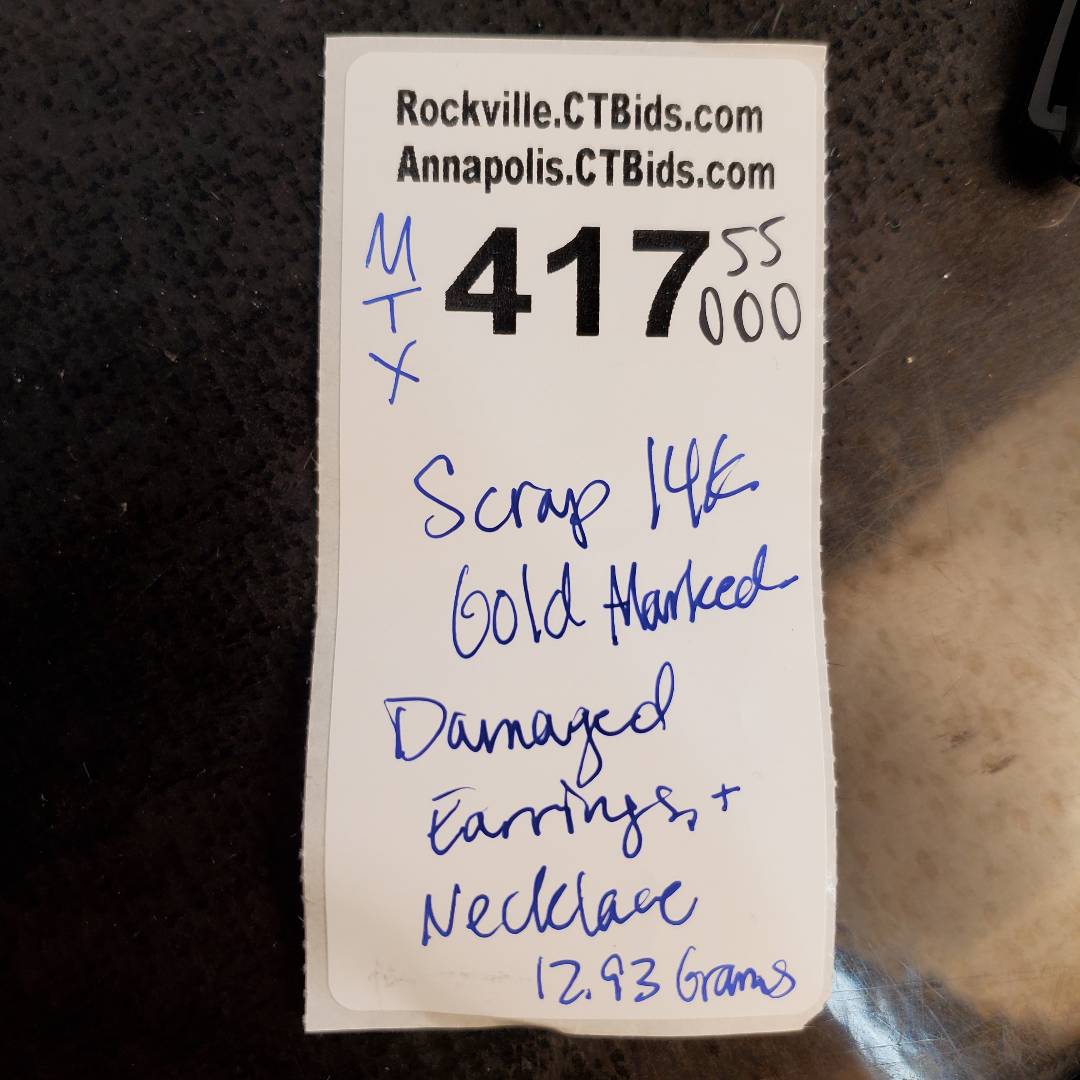 Rockville.CTBids.com
Annapolis.CTBids.com
MTX
417
55
000
Scrap 14k
Gold Marked
Damaged
Earrings, +
Necklace
12.93 Grams